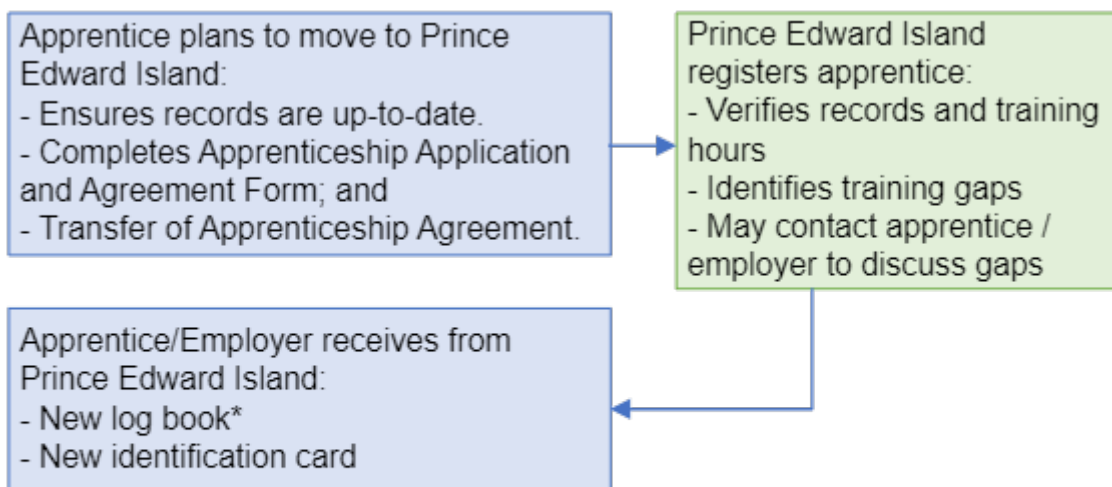 Apprentice plans to move to Prince
Edward Island:
- Ensures records are up-to-date.
- Completes Apprenticeship Application
and Agreement Form; and
- Transfer of Apprenticeship Agreement.
Prince Edward Island
registers apprentice:
- Verifies records and training
hours
- Identifies training gaps
- May contact apprentice /
employer to discuss gaps
Apprentice/Employer receives from
Prince Edward Island:
- New log book*
- New identification card